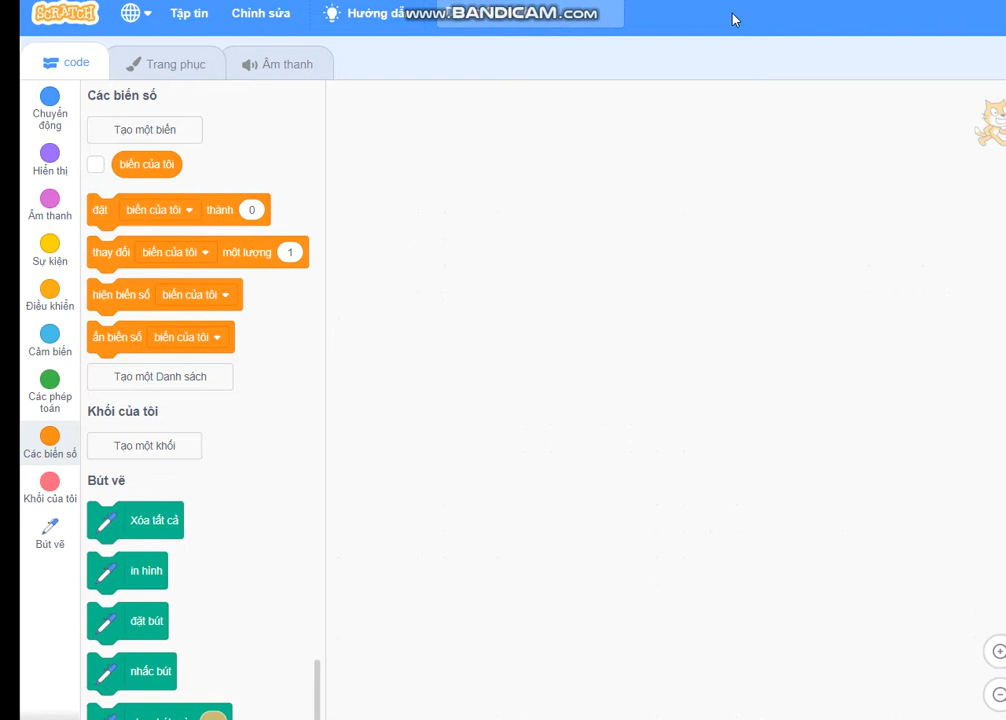 SCRATCH
Tập tin
Chỉnh sửa
Hướng dẫ
www.BANDICAM.com
code
Trang phục
Âm thanh
Chuyển động
Hiển thị
Âm thanh
Sự kiện
Điều khiển
Cảm biến
Các phép toán
Các biến số
Khối của tôi
Bút vẽ
Các biến số
Tạo một biến
biến của tôi
đặt biến của tôi thành 0
thay đổi biến của tôi một lượng 1
hiện biến số biến của tôi
ẩn biến số biến của tôi
Tạo một Danh sách
Khối của tôi
Tạo một khối
Bút vẽ
Xóa tất cả
in hình
đặt bút
nhấc bút